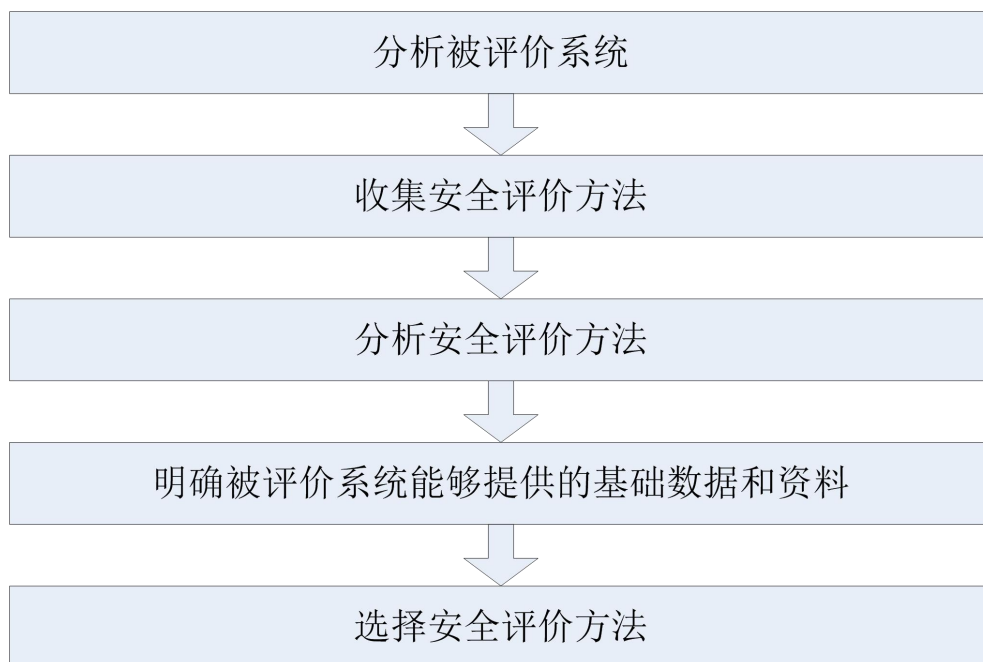 分析被评价系统
收集安全评价方法
分析安全评价方法
明确被评价系统能够提供的基础数据和资料
选择安全评价方法